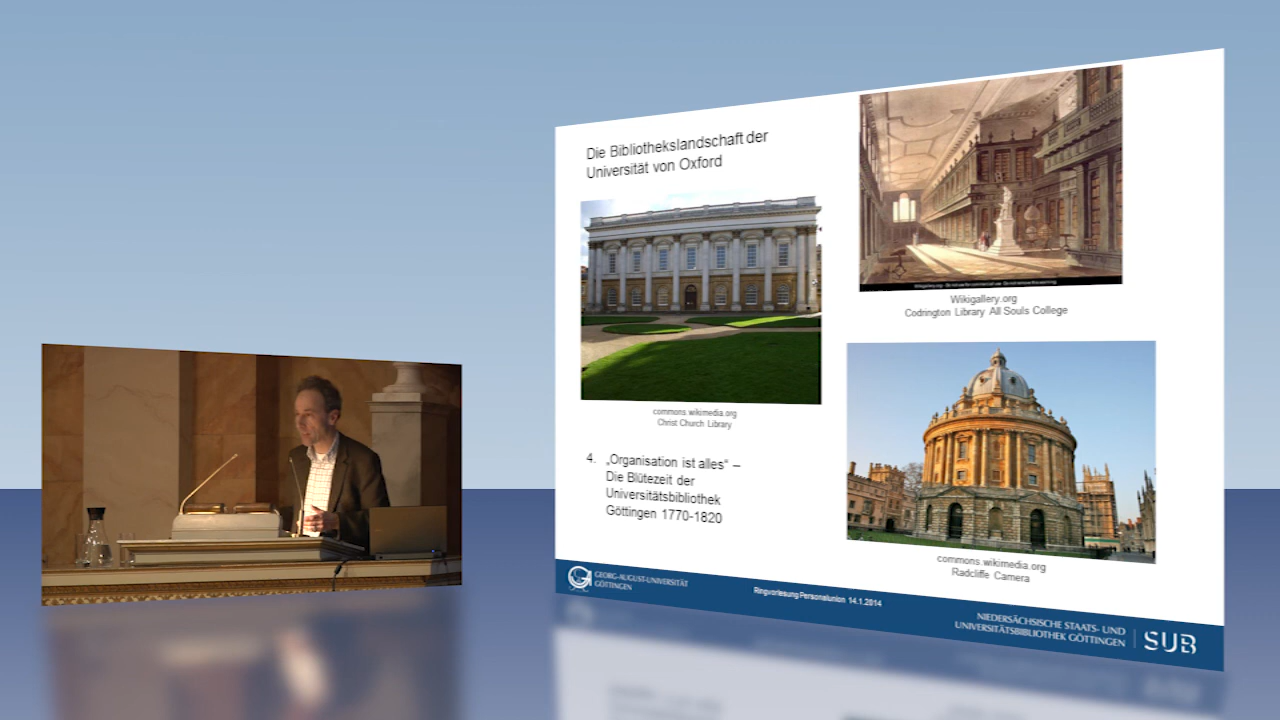 Die Bibliothekslandschaft der
Universität von Oxford
commons.wikimedia.org
Christ Church Library
4. „Organisation ist alles“ –
Die Blütezeit der
Universitätsbibliothek
Göttingen 1770-1820
Wikigallery.org
Codrington Library All Souls College
commons.wikimedia.org
Radcliffe Camera
GEORG-AUGUST-UNIVERSITÄT
GÖTTINGEN
Ringvorlesung Personalunion 14.1.2014
NIEDERSÄCHSISCHE STAATS- UND
UNIVERSITÄTSBIBLIOTHEK GÖTTINGEN
SUB